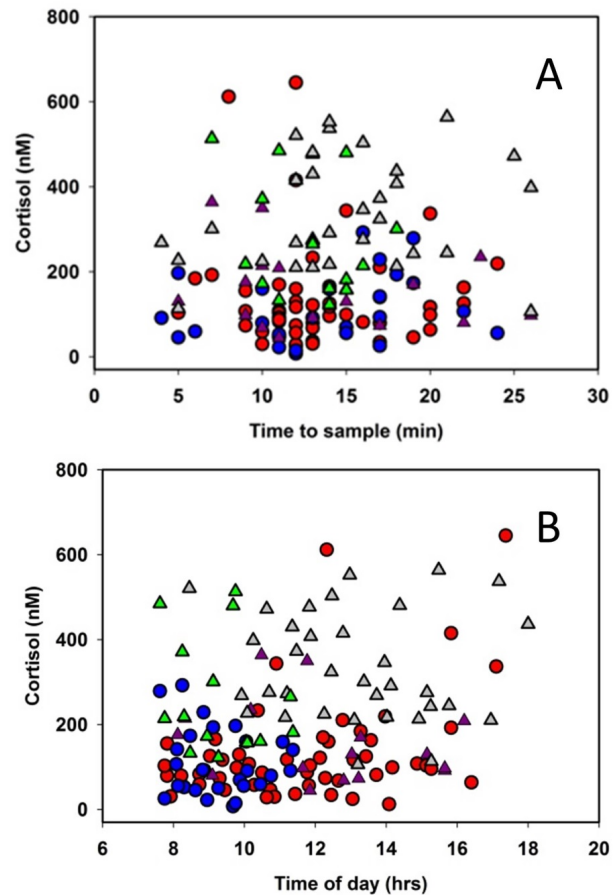 800
A
600
Cortisol (nM)
400
200
0
0 5 10 15 20 25 30
Time to sample (min)
800
B
600
Cortisol (nM)
400
200
0
6 8 10 12 14 16 18 20
Time of day (hrs)